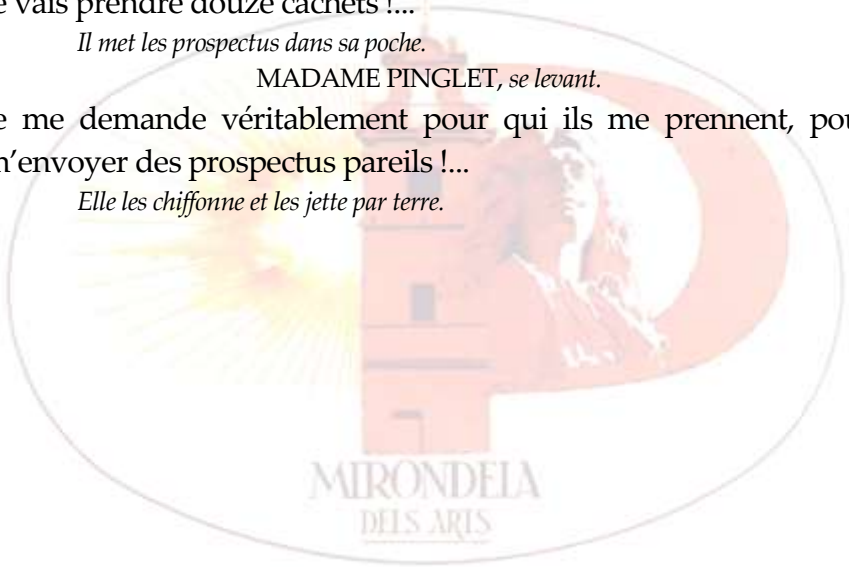 e vais prendre douze cachets !...
Il met les prospectus dans sa poche.
MADAME PINGLET, se levant.
e me demande véritablement pour qui ils me prennent, pou
n'envoyer des prospectus pareils !...
Elle les chiffonne et les jette par terre.
MIRONDELA
DELS ARTS